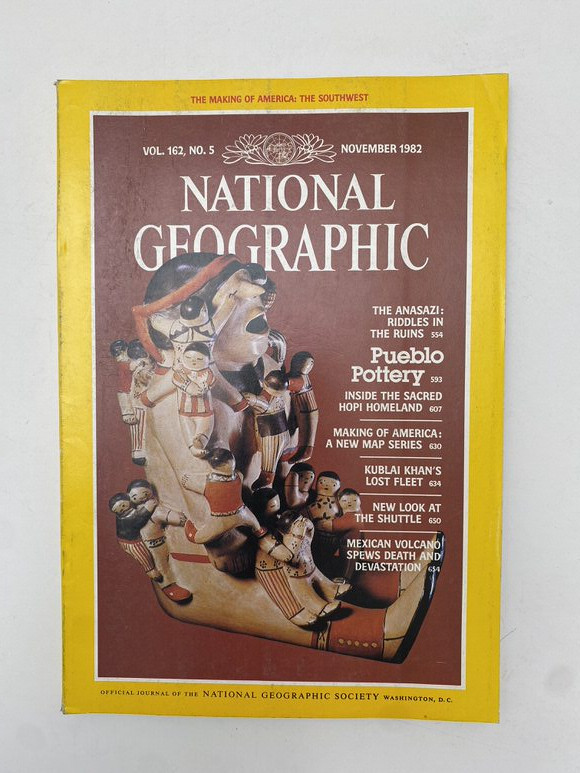 THE MAKING OF AMERICA: THE SOUTHWEST
VOL. 162, NO. 5
NOVEMBER 1982
NATIONAL
GEOGRAPHIC
THE ANASAZI:
RIDDLES IN
THE RUINS 554
Pueblo
Pottery 593
INSIDE THE SACRED
HOPI HOMELAND 607
MAKING OF AMERICA:
A NEW MAP SERIES 630
KUBLAI KHAN'S
LOST FLEET 634
NEW LOOK AT
THE SHUTTLE 650
MEXICAN VOLCANO
SPEWS DEATH AND
DEVASTATION 654
OFFICIAL JOURNAL OF THE NATIONAL GEOGRAPHIC SOCIETY WASHINGTON, D.C.